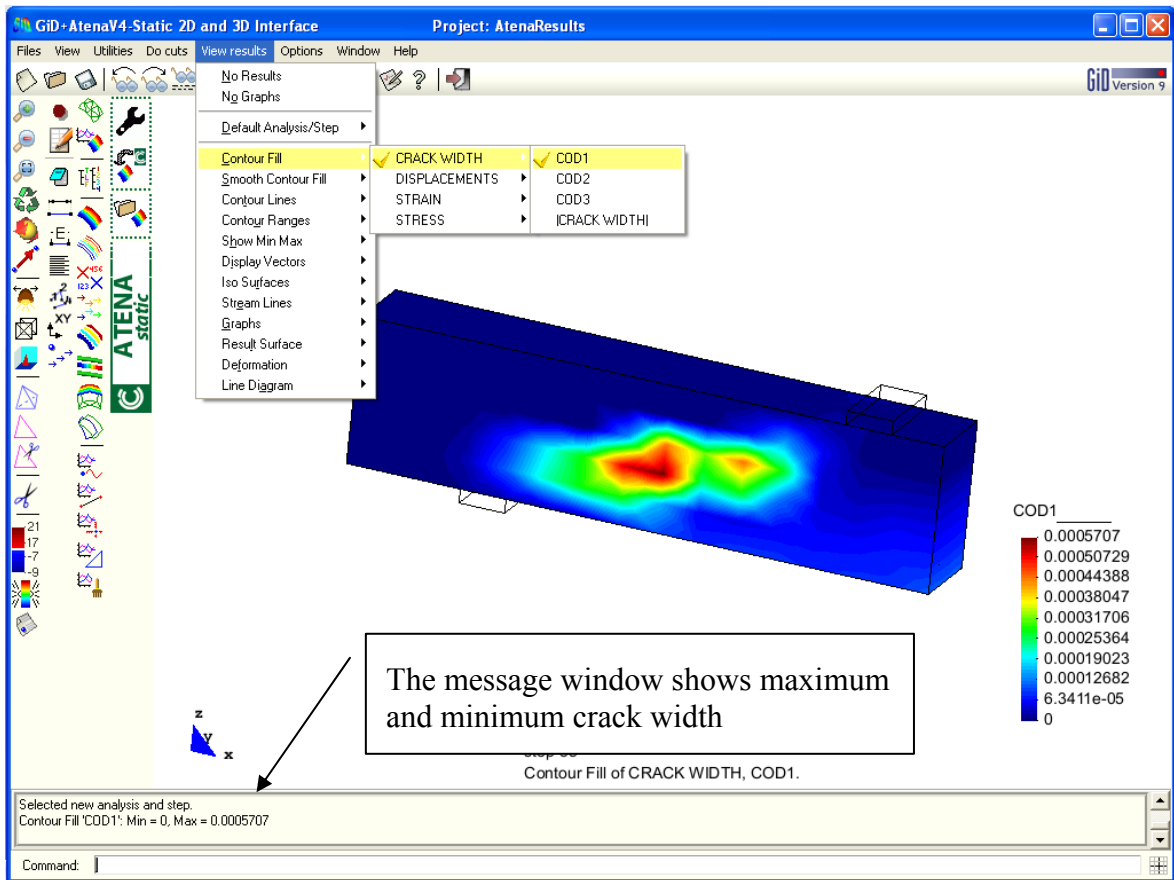 GiD+AtenaV4-Static 2D and 3D Interface Project: AtenaResults
Files View Utilities Do cuts View results Options Window Help
GiD Version 9
No Results
No Graphs
Default Analysis/Step
Contour Fill
Smooth Contour Fill
Contour Lines
Contour Ranges
Show Min Max
Display Vectors
Iso Surfaces
Stream Lines
Graphs
Result Surface
Deformation
Line Diagram
CRACK WIDTH
DISPLACEMENTS
STRAIN
STRESS
COD1
COD2
COD3
|CRACK WIDTH|
ATENA
static
E
XY
456
123
21
17
-7
-9
COD1
0.0005707
0.00050729
0.00044388
0.00038047
0.00031706
0.00025364
0.00019023
0.00012682
6.3411e-05
0
The message window shows maximum
and minimum crack width
z
y
x
Contour Fill of CRACK WIDTH, COD1.
Selected new analysis and step.
Contour Fill 'COD1': Min = 0, Max = 0.0005707
Command: